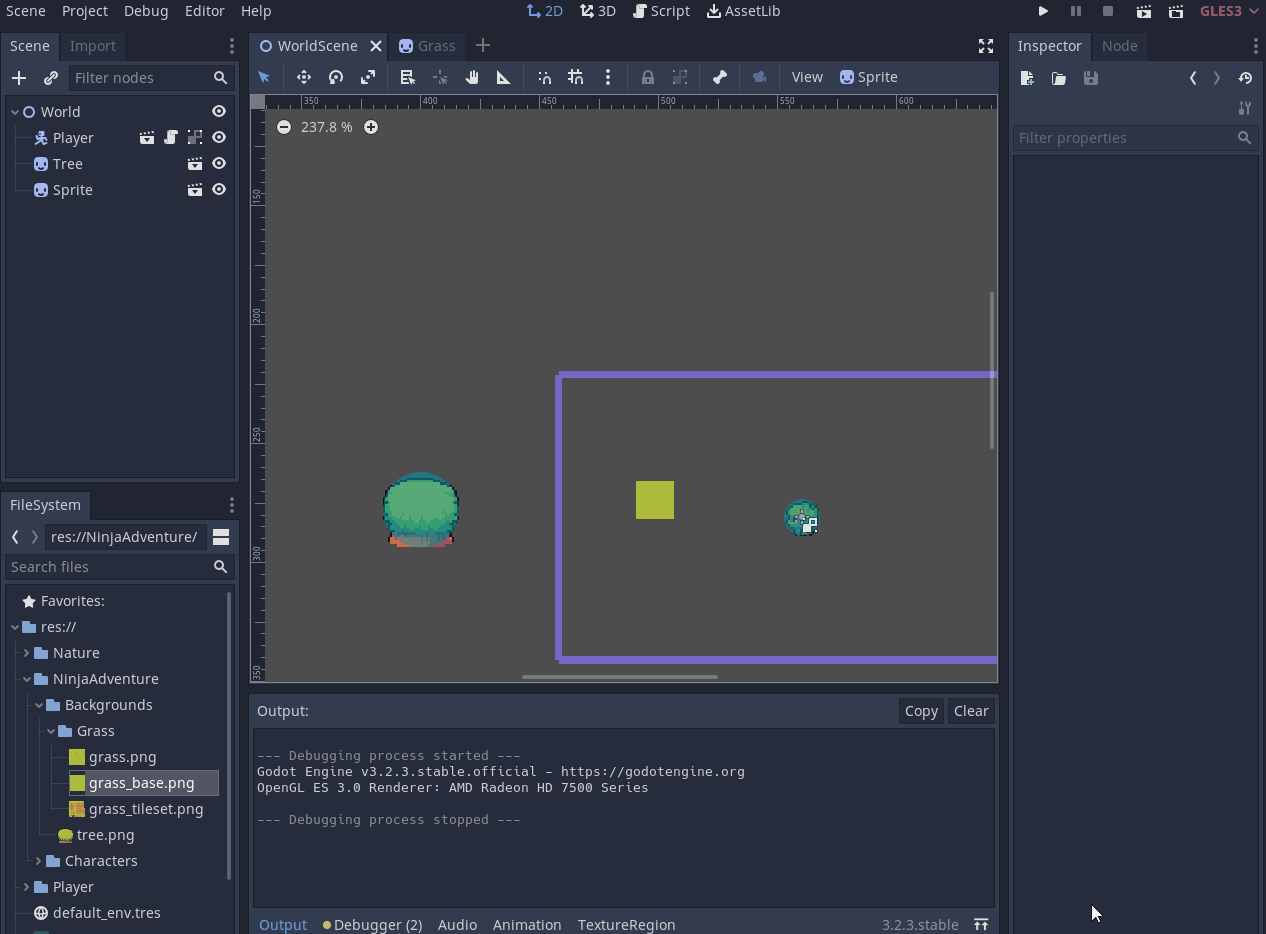 Scene Project Debug Editor Help 2D 3D Script AssetLib GLES3
Scene Import WorldScene Grass Inspector Node
Filter nodes View Sprite
World
350 400 450 500 550 600
Player
237.8 %
Filter properties
Tree
Sprite
150
200
250
300
350
FileSystem
res://NinjaAdventure/
Search files
Favorites:
res://
Nature
NinjaAdventure
Backgrounds
Grass
grass.png
grass_base.png
grass_tileset.png
tree.png
Characters
Player
default_env.tres
Output: Copy Clear
--- Debugging process started ---
Godot Engine v3.2.3.stable.official - https://godotengine.org
OpenGL ES 3.0 Renderer: AMD Radeon HD 7500 Series
--- Debugging process stopped ---
Output Debugger (2) Audio Animation TextureRegion 3.2.3.stable